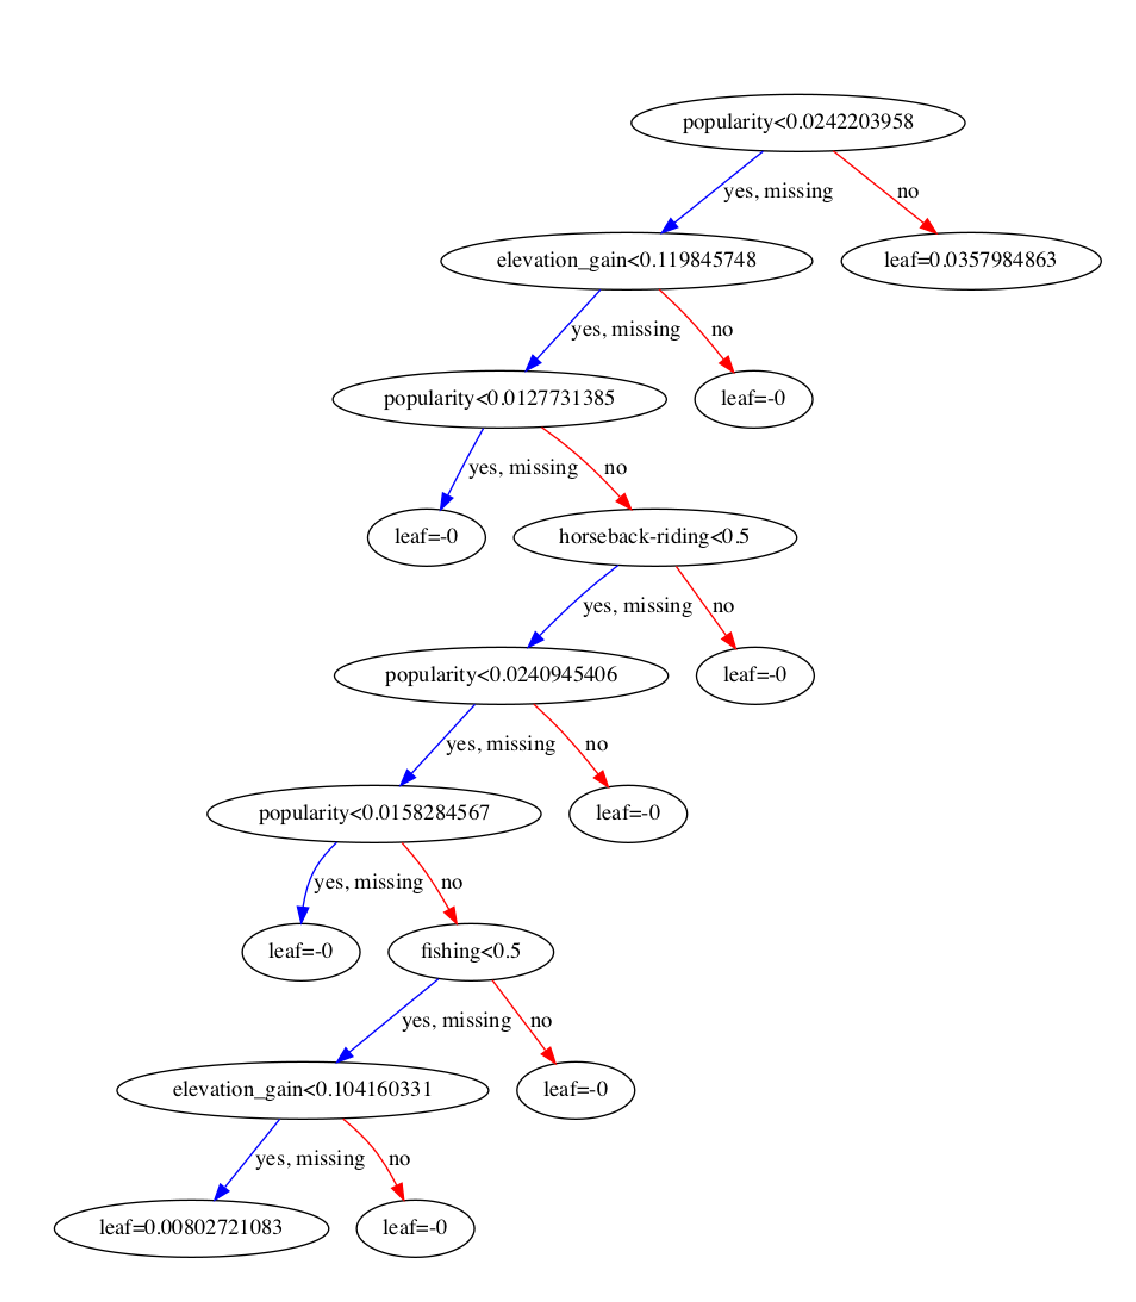 popularity<0.0242203958
yes, missing
no
elevation_gain<0.119845748
leaf=0.0357984863
yes, missing
no
popularity<0.0127731385
leaf=-0
yes, missing
no
leaf=-0
horseback-riding<0.5
yes, missing
no
popularity<0.0240945406
leaf=-0
yes, missing
no
popularity<0.0158284567
leaf=-0
yes, missing
no
leaf=-0
fishing<0.5
yes, missing
no
elevation_gain<0.104160331
leaf=-0
yes, missing
no
leaf=0.00802721083
leaf=-0